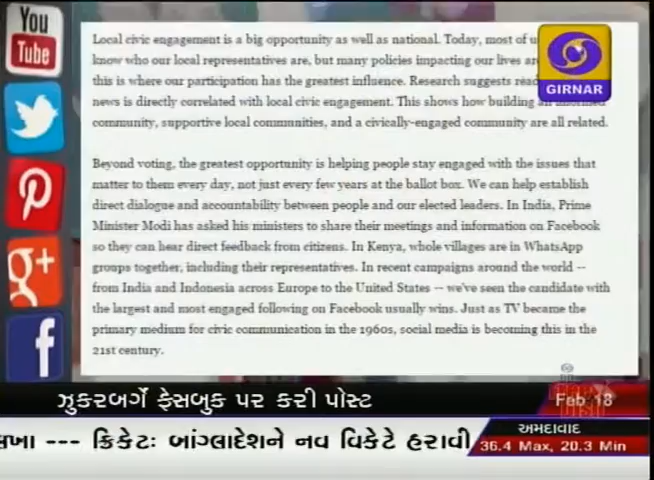 You
Tube
Local civic engagement is a big opportunity as well as national. Today, most of
know who our local representatives are, but many policies impacting our lives are
this is where our participation has the greatest influence. Research suggests
news is directly correlated with local civic engagement. This shows how building an informed
community, supportive local communities, and a civically-engaged community are all related.
GIRNAR
Beyond voting, the greatest opportunity is helping people stay engaged with the issues that
matter to them every day, not just every few years at the ballot box. We can help establish
direct dialogue and accountability between people and our elected leaders. In India, Prime
Minister Modi has asked his ministers to share their meetings and information on Facebook
so they can hear direct feedback from citizens. In Kenya, whole villages are in WhatsApp
groups together, including their representatives. In recent campaigns around the world --
from India and Indonesia across Europe to the United States -- we've seen the candidate with
the largest and most engaged following on Facebook usually wins. Just as TV became the
primary medium for civic communication in the 1960s, social media is becoming this in the
21st century.
g+
f
ઝુકરબર્ગે ફેસબુક પર કરી પોસ્ટ
Feb 18
અમદાવાદ
--- ક્રિકેટઃ બાંગ્લાદેશને નવ વિકેટે હરાવી
36.4 Max, 20.3 Min